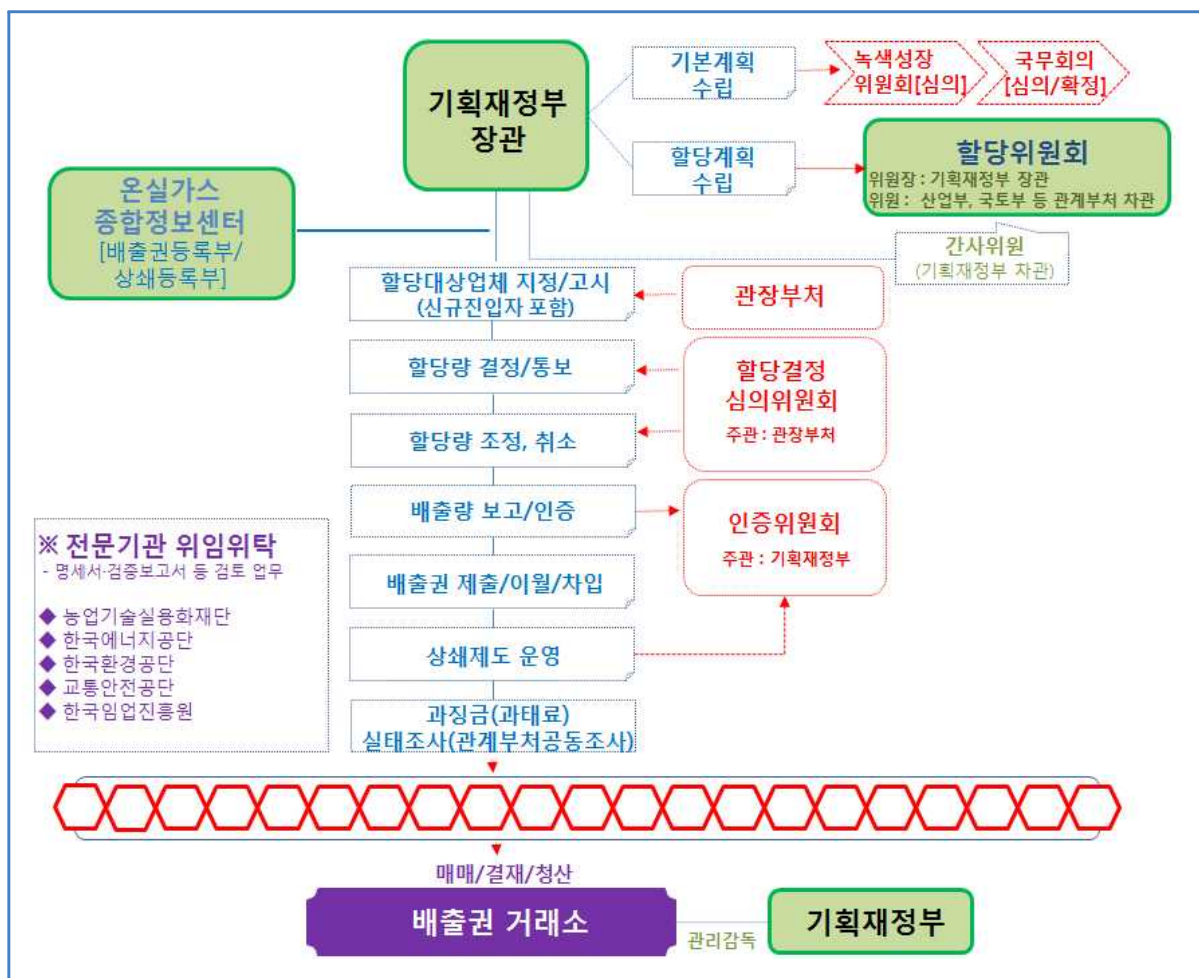 기획재정부
장관
기본계획
수립
녹색성장
위원회[심의]
국무회의
[심의/확정]
할당계획
수립
할당위원회
위원장 : 기획재정부 장관
위원 : 산업부, 국토부 등 관계부처 차관
간사위원
(기획재정부 차관)
온실가스
종합정보센터
[배출권등록부/
상쇄등록부]
할당대상업체 지정/고시
(신규진입자 포함)
관장부처
할당량 결정/통보
할당결정
심의위원회
주관 : 관장부처
할당량 조정, 취소
배출량 보고/인증
인증위원회
주관 : 기획재정부
배출권 제출/이월/차입
상쇄제도 운영
과징금(과태료)
실태조사(관계부처공동조사)
※ 전문기관 위임위탁
- 명세서·검증보고서 등 검토 업무
◆ 농업기술실용화재단
◆ 한국에너지공단
◆ 한국환경공단
◆ 교통안전공단
◆ 한국임업진흥원
매매/결재/청산
배출권 거래소
관리감독
기획재정부